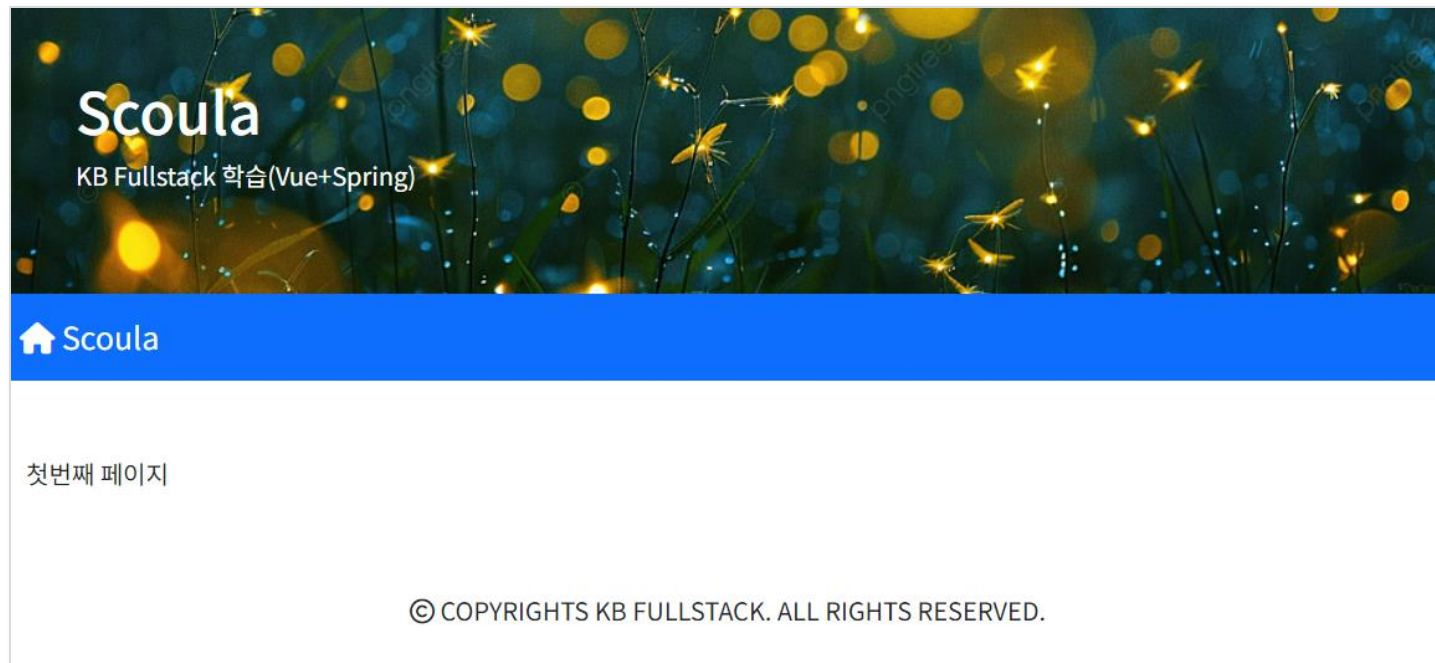 Scoula
KB Fullstack 학습(Vue+Spring)
Scoula
첫번째 페이지
© COPYRIGHTS KB FULLSTACK. ALL RIGHTS RESERVED.